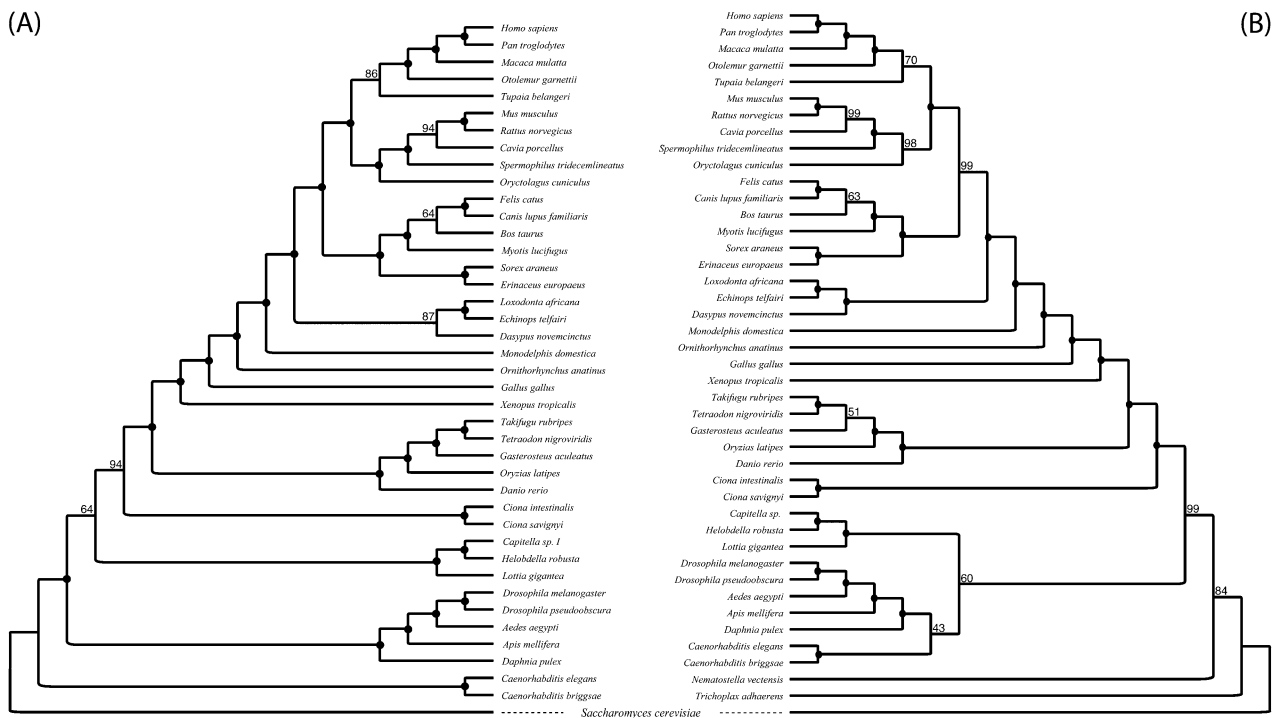 (A)
Homo sapiens
Pan troglodytes
Macaca mulatta
Otolemur garnettii
86
Tupaia belangeri
Mus musculus
94
Rattus norvegicus
Cavia porcellus
Spermophilus tridecemlineatus
Oryctolagus cuniculus
Felis catus
64
Canis lupus familiaris
Bos taurus
Myotis lucifugus
Sorex araneus
Erinaceus europaeus
Loxodonta africana
87
Echinops telfairi
Dasypus novemcinctus
Monodelphis domestica
Ornithorhynchus anatinus
Gallus gallus
Xenopus tropicalis
Takifugu rubripes
Tetraodon nigroviridis
Gasterosteus aculeatus
94
Oryzias latipes
Danio rerio
64
Ciona intestinalis
Ciona savignyi
Capitella sp. I
Helobdella robusta
Lottia gigantea
Drosophila melanogaster
Drosophila pseudoobscura
Aedes aegypti
Apis mellifera
Daphnia pulex
Caenorhabditis elegans
Caenorhabditis briggsae
Saccharomyces cerevisiae
(B)
Homo sapiens
Pan troglodytes
Macaca mulatta
Otolemur garnettii
70
Tupaia belangeri
Mus musculus
Rattus norvegicus
99
Cavia porcellus
Spermophilus tridecemlineatus
98
Oryctolagus cuniculus
99
Felis catus
Canis lupus familiaris
63
Bos taurus
Myotis lucifugus
Sorex araneus
Erinaceus europaeus
Loxodonta africana
Echinops telfairi
Dasypus novemcinctus
Monodelphis domestica
Ornithorhynchus anatinus
Gallus gallus
Xenopus tropicalis
Takifugu rubripes
Tetraodon nigroviridis
51
Gasterosteus aculeatus
Oryzias latipes
Danio rerio
Ciona intestinalis
Ciona savignyi
99
Capitella sp.
Helobdella robusta
Lottia gigantea
Drosophila melanogaster
60
Drosophila pseudoobscura
84
Aedes aegypti
Apis mellifera
Daphnia pulex
43
Caenorhabditis elegans
Caenorhabditis briggsae
Nematostella vectensis
Trichoplax adhaerens